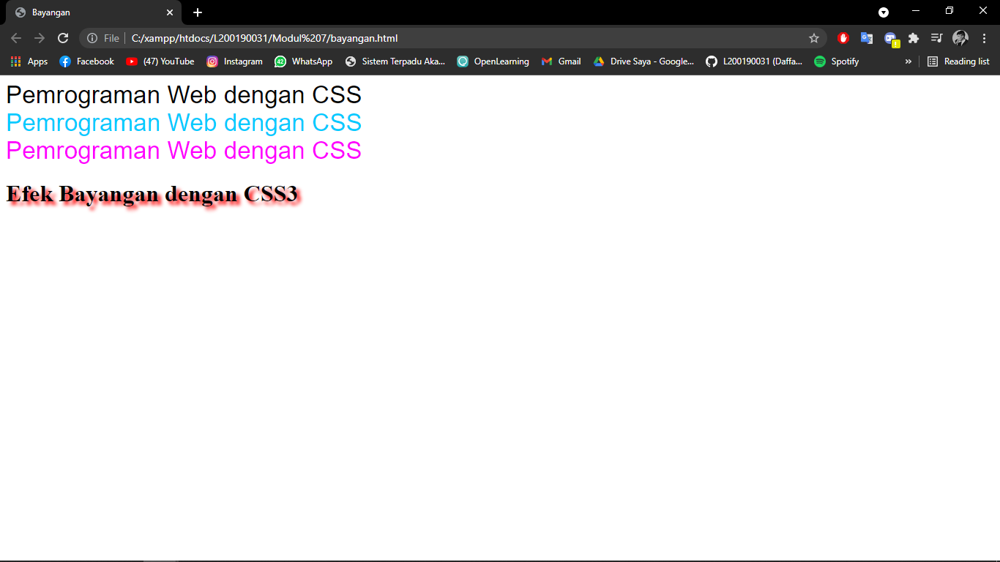 Bayangan
File C:/xampp/htdocs/L200190031/Modul%207/bayangan.html
Apps Facebook (47) YouTube Instagram 42 WhatsApp Sistem Terpadu Aka... OpenLearning Gmail Drive Saya - Google... L200190031 (Daffa... Spotify » Reading list
Pemrograman Web dengan CSS
Pemrograman Web dengan CSS
Pemrograman Web dengan CSS
Efek Bayangan dengan CSS3